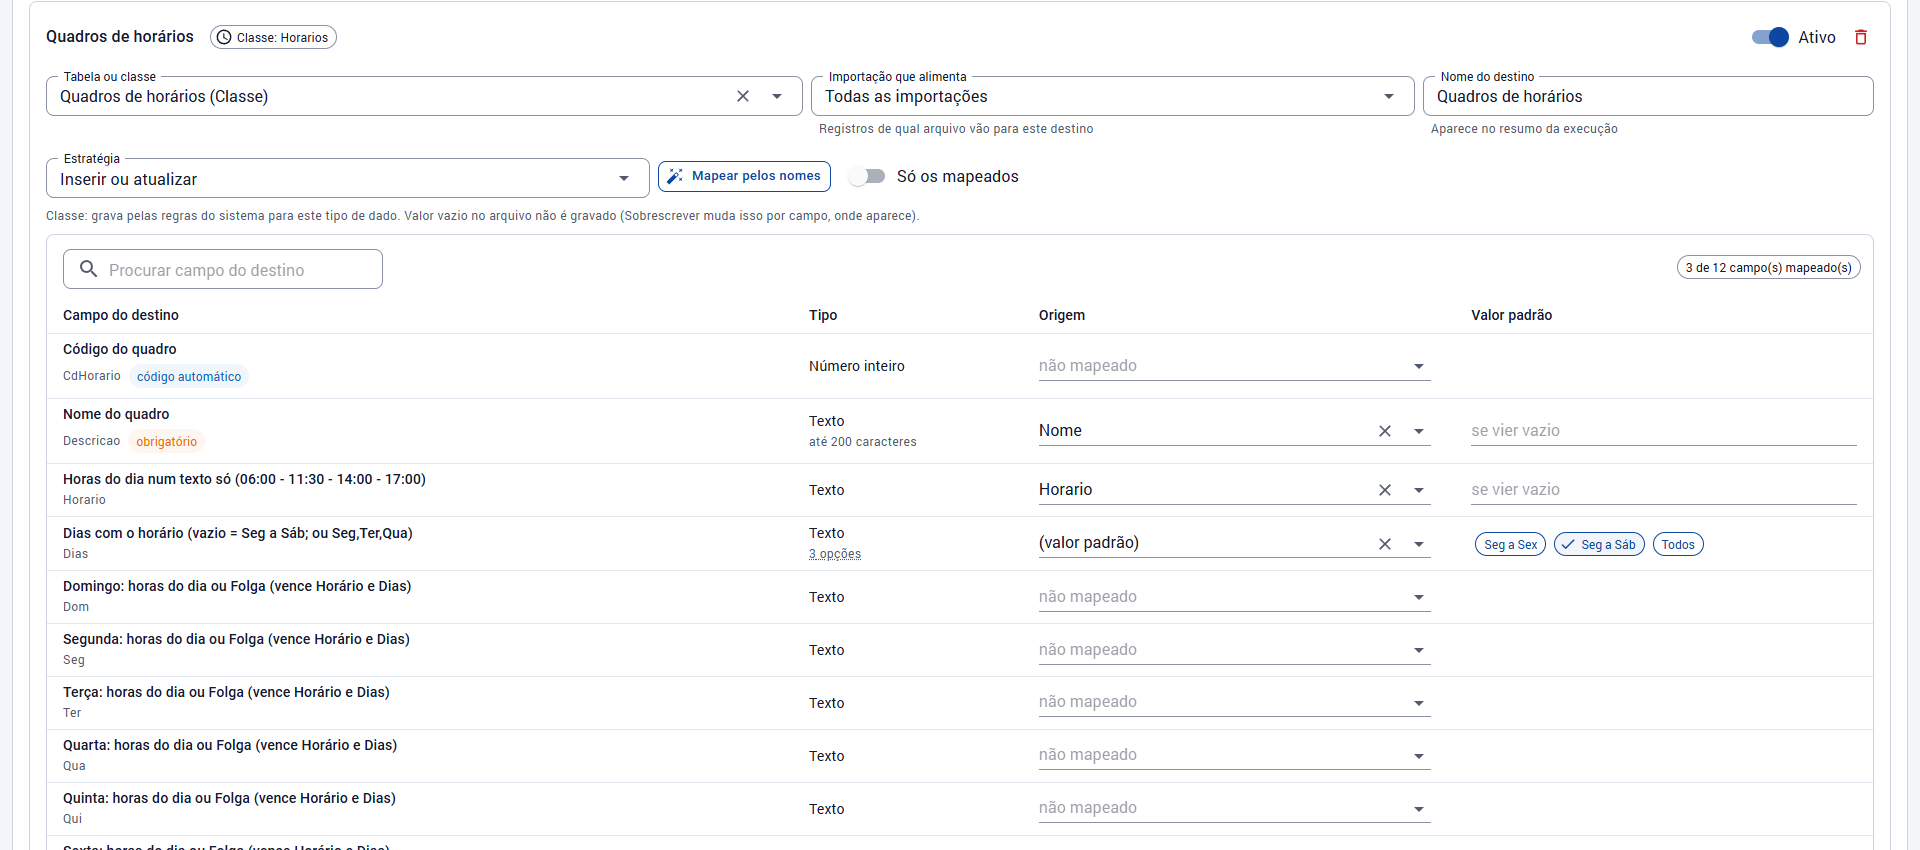 Quadros de horários
Classe: Horarios
Ativo
Tabela ou classe
Quadros de horários (Classe)
Importação que alimenta
Todas as importações
Registros de qual arquivo vão para este destino
Nome do destino
Quadros de horários
Aparece no resumo da execução
Estratégia
Inserir ou atualizar
Mapear pelos nomes
Só os mapeados
Classe: grava pelas regras do sistema para este tipo de dado. Valor vazio no arquivo não é gravado (Sobrescrever muda isso por campo, onde aparece).
Procurar campo do destino
3 de 12 campo(s) mapeado(s)
Campo do destino Tipo Origem Valor padrão
Código do quadro
CdHorario código automático
Número inteiro
não mapeado
Nome do quadro
Descricao obrigatório
Texto
até 200 caracteres
Nome
se vier vazio
Horas do dia num texto só (06:00 - 11:30 - 14:00 - 17:00)
Horario
Texto
Horario
se vier vazio
Dias com o horário (vazio = Seg a Sáb; ou Seg,Ter,Qua)
Dias
Texto
3 opções
(valor padrão)
Seg a Sex Seg a Sáb Todos
Domingo: horas do dia ou Folga (vence Horário e Dias)
Dom
Texto
não mapeado
Segunda: horas do dia ou Folga (vence Horário e Dias)
Seg
Texto
não mapeado
Terça: horas do dia ou Folga (vence Horário e Dias)
Ter
Texto
não mapeado
Quarta: horas do dia ou Folga (vence Horário e Dias)
Qua
Texto
não mapeado
Quinta: horas do dia ou Folga (vence Horário e Dias)
Qui
Texto
não mapeado
Sexta: horas do dia ou Folga (vence Horário e Dias)